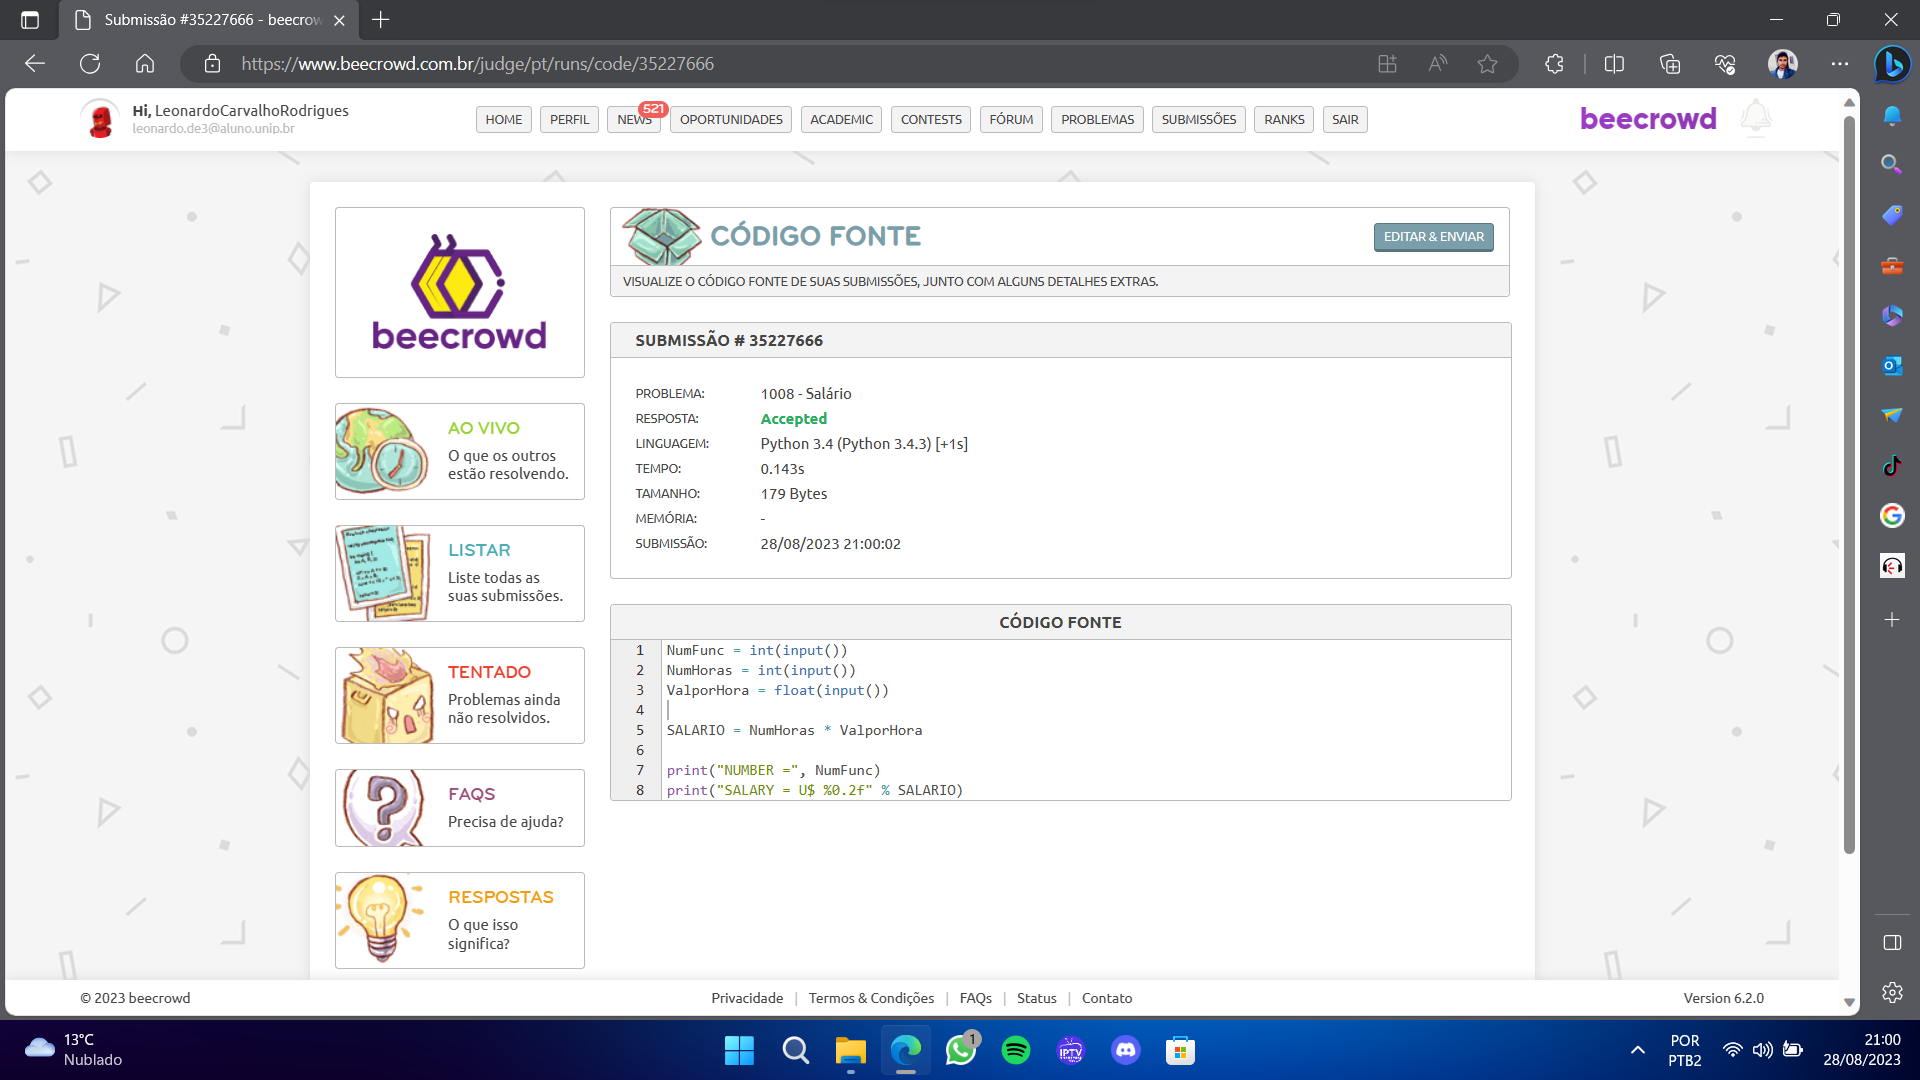 Submissão #35227666 - beecrow
https://www.beecrowd.com.br/judge/pt/runs/code/35227666
Hi, LeonardoCarvalhoRodrigues
leonardo.de3@aluno.unip.br
HOME
PERFIL
NEWS
521
OPORTUNIDADES
ACADEMIC
CONTESTS
FÓRUM
PROBLEMAS
SUBMISSÕES
RANKS
SAIR
beecrowd
beecrowd
CÓDIGO FONTE
EDITAR & ENVIAR
VISUALIZE O CÓDIGO FONTE DE SUAS SUBMISSÕES, JUNTO COM ALGUNS DETALHES EXTRAS.
SUBMISSÃO # 35227666
PROBLEMA: 1008 - Salário
RESPOSTA: Accepted
LINGUAGEM: Python 3.4 (Python 3.4.3) [+1s]
TEMPO: 0.143s
TAMANHO: 179 Bytes
MEMÓRIA: -
SUBMISSÃO: 28/08/2023 21:00:02
AO VIVO
O que os outros
estão resolvendo.
LISTAR
Liste todas as
suas submissões.
TENTADO
Problemas ainda
não resolvidos.
FAQS
Precisa de ajuda?
RESPOSTAS
O que isso
significa?
CÓDIGO FONTE
1 NumFunc = int(input())
2 NumHoras = int(input())
3 ValporHora = float(input())
4
5 SALARIO = NumHoras * ValporHora
6
7 print("NUMBER =", NumFunc)
8 print("SALARY = U$ %0.2f" % SALARIO)
© 2023 beecrowd
Privacidade | Termos & Condições | FAQs | Status | Contato
Version 6.2.0
13°C
Nublado
1
IPTV
POR
PTB2
21:00
28/08/2023